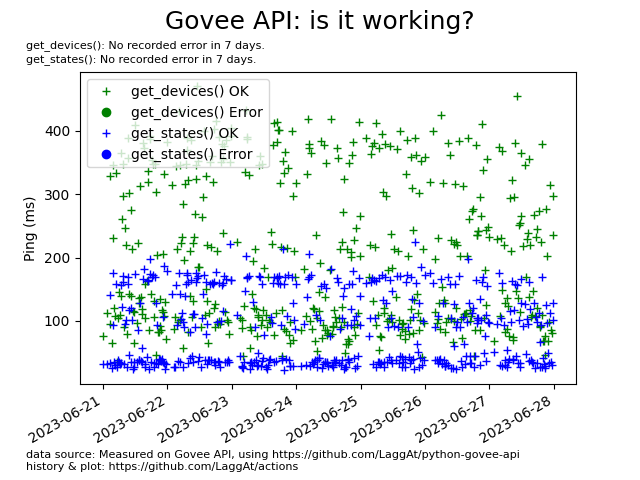 Govee API: is it working?
get_devices(): No recorded error in 7 days.
get_states(): No recorded error in 7 days.
get_devices() OK
get_devices() Error
get_states() OK
get_states() Error
Ping (ms)
400
300
200
100
2023-06-21
2023-06-22
2023-06-23
2023-06-24
2023-06-25
2023-06-26
2023-06-27
2023-06-28
data source: Measured on Govee API, using https://github.com/LaggAt/python-govee-api
history & plot: https://github.com/LaggAt/actions